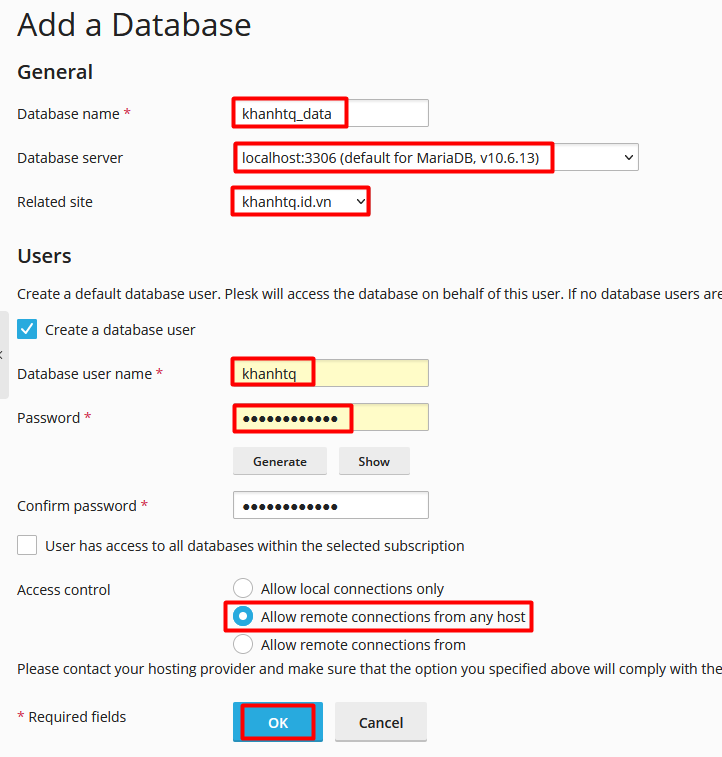 Add a Database
General
Database name *
khanhtq_data
Database server
localhost:3306 (default for MariaDB, v10.6.13)
Related site
khanhtq.id.vn
Users
Create a default database user. Plesk will access the database on behalf of this user. If no database users are
Create a database user
Database user name *
khanhtq
Password *
••••••••••••
Generate Show
Confirm password *
••••••••••••
User has access to all databases within the selected subscription
Access control
Allow local connections only
Allow remote connections from any host
Allow remote connections from
Please contact your hosting provider and make sure that the option you specified above will comply with the
* Required fields
OK Cancel